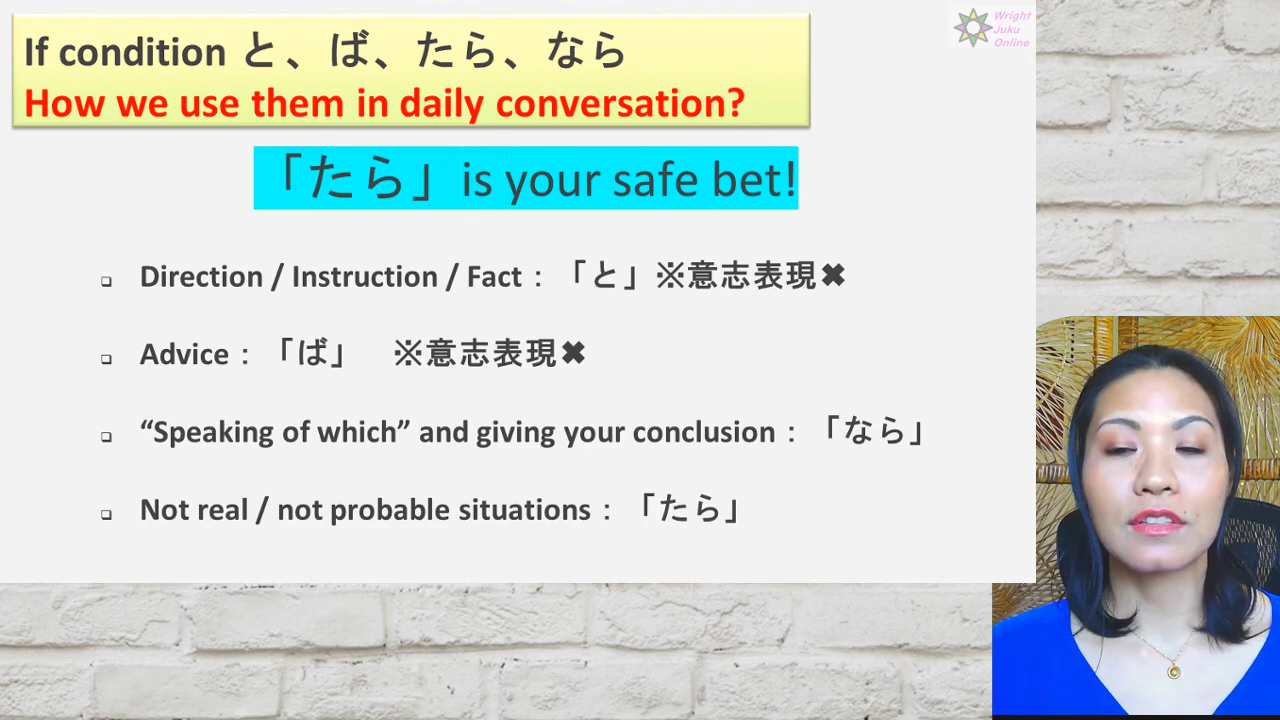 If condition と、ば、たら、なら
How we use them in daily conversation?
Wright
Juku
Online
「たら」is your safe bet!
Direction / Instruction / Fact：「と」※意志表現✖
Advice：「ば」　※意志表現✖
“Speaking of which” and giving your conclusion：「なら」
Not real / not probable situations：「たら」